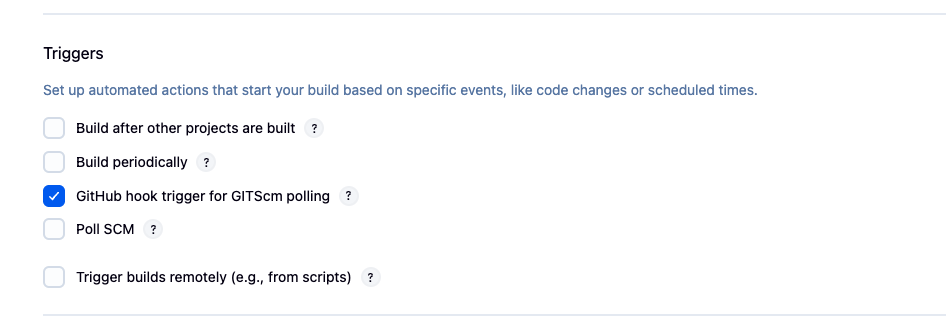 Triggers
Set up automated actions that start your build based on specific events, like code changes or scheduled times.
Build after other projects are built ?
Build periodically ?
GitHub hook trigger for GITScm polling ?
Poll SCM ?
Trigger builds remotely (e.g., from scripts) ?